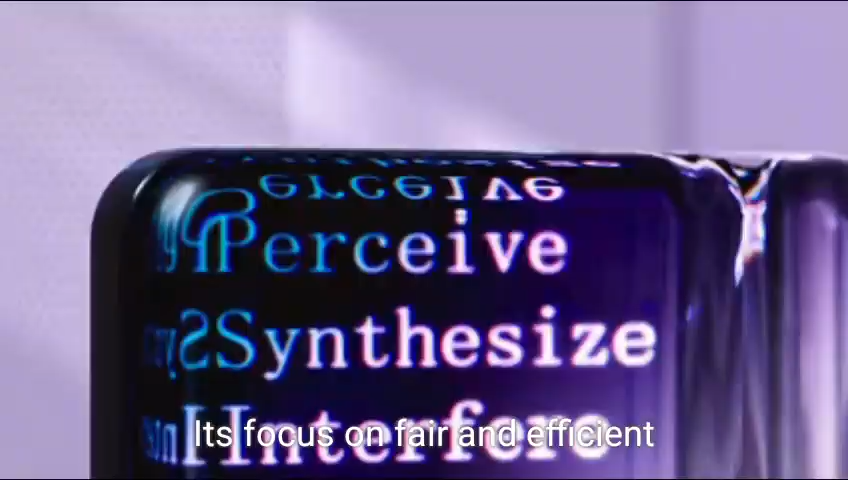 Perceive
Synthesize
Interfere
Its focus on fair and efficient